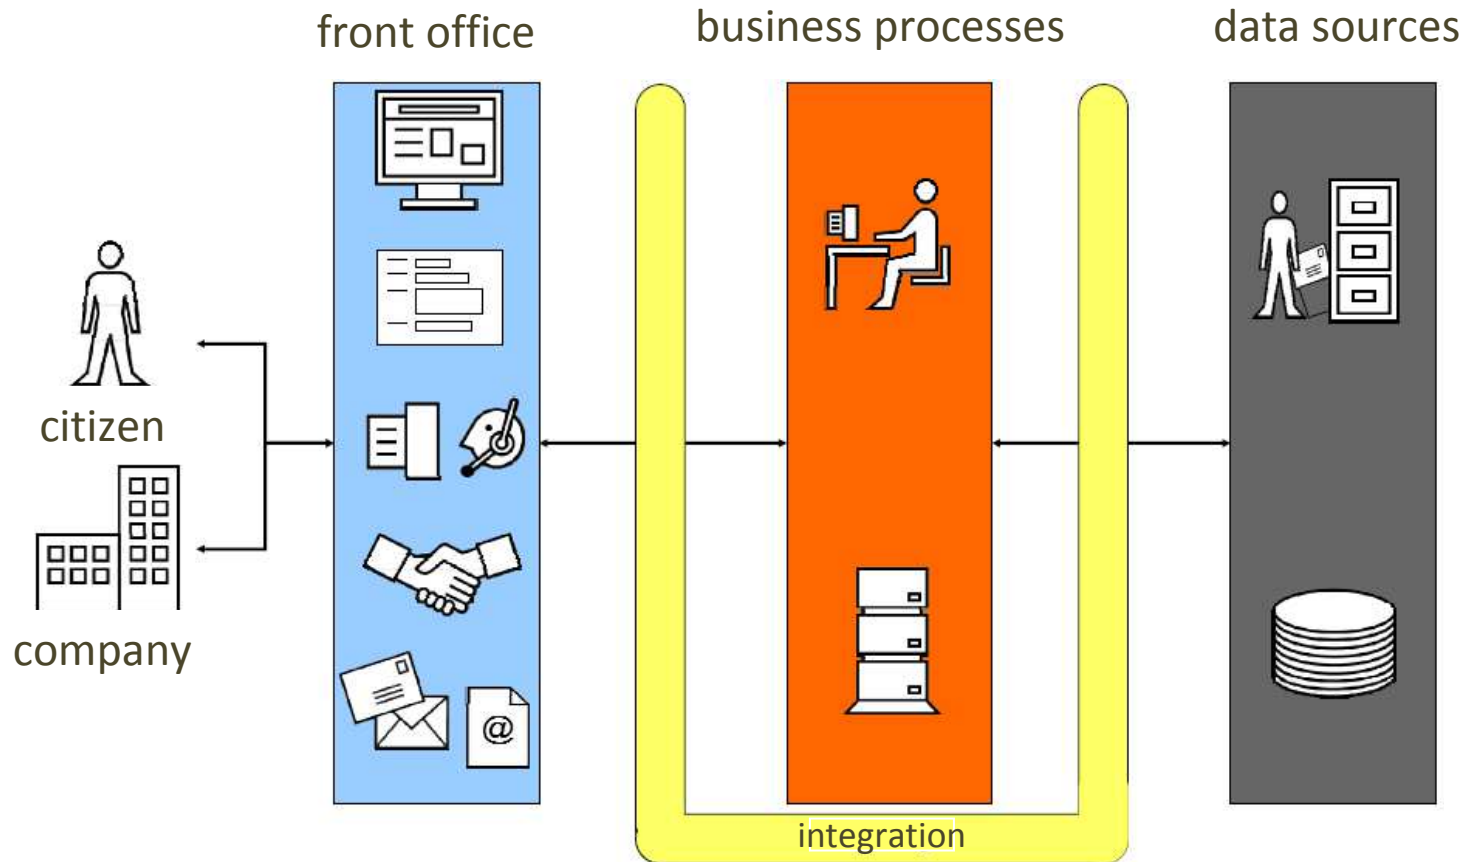 front office
business processes
data sources
citizen
company
@
integration